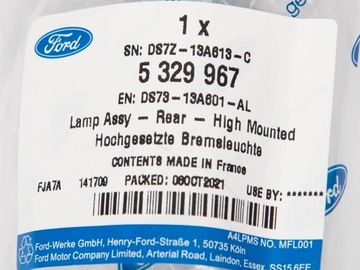 Ford
1 x
SN: DS7Z-13A613-C
5 329 967
EN: DS73-13A601-AL
Lamp Assy - Rear - High Mounted
Hochgesetzte Bremsleuchte
CONTENTS MADE IN France
FJA7A 141709 PACKED: 06OCT2021
USE BY: *******
A4LPMS NO. MFL001
Ford-Werke GmbH, Henry-Ford-Straße 1, 50735 Köln
Ford Motor Company Limited, Arterial Road, Laindon, Essex SS15 6EE